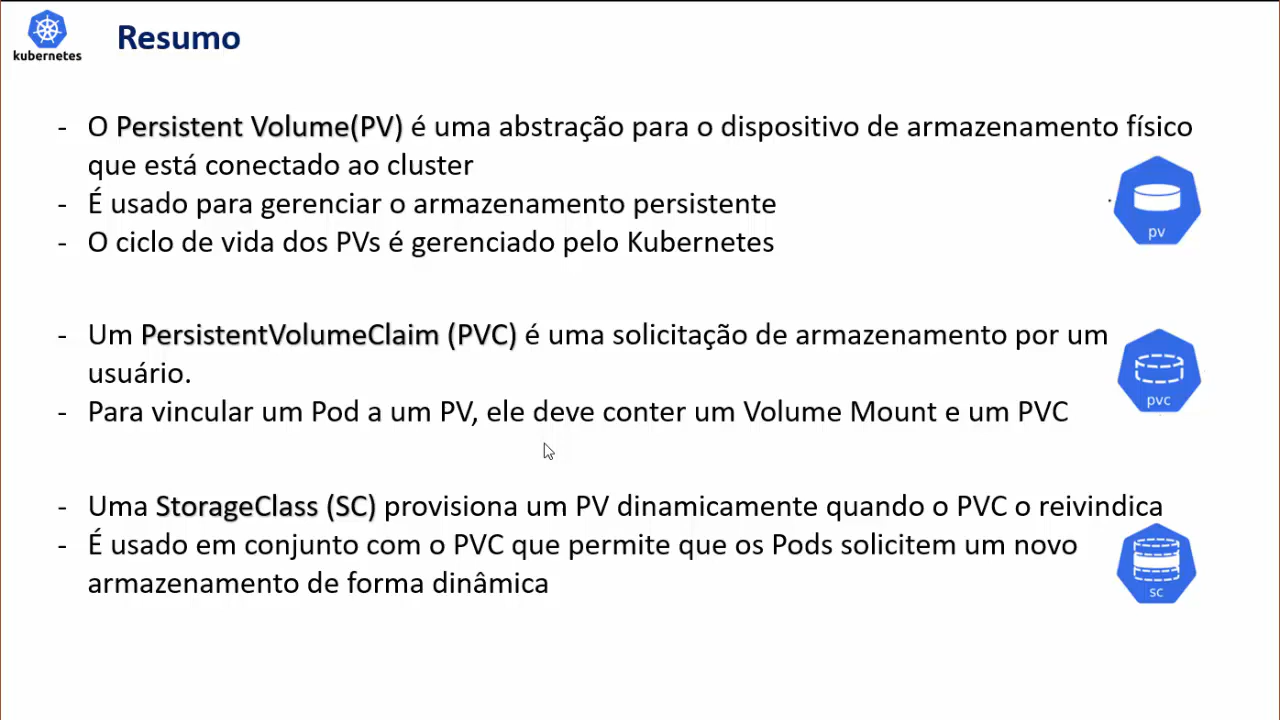 kubernetes
Resumo
- O Persistent Volume(PV) é uma abstração para o dispositivo de armazenamento físico
que está conectado ao cluster
- É usado para gerenciar o armazenamento persistente
- O ciclo de vida dos PVs é gerenciado pelo Kubernetes
pv
- Um PersistentVolumeClaim (PVC) é uma solicitação de armazenamento por um
usuário.
- Para vincular um Pod a um PV, ele deve conter um Volume Mount e um PVC
pvc
- Uma StorageClass (SC) provisiona um PV dinamicamente quando o PVC o reivindica
- É usado em conjunto com o PVC que permite que os Pods solicitem um novo
armazenamento de forma dinâmica
sc